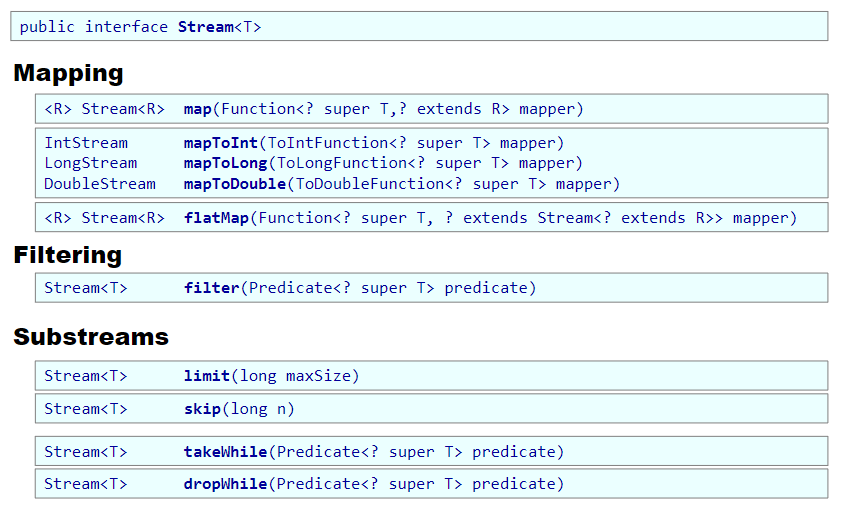 public interface Stream<T>
Mapping
<R> Stream<R> map(Function<? super T,? extends R> mapper)
IntStream mapToInt(ToIntFunction<? super T> mapper)
LongStream mapToLong(ToLongFunction<? super T> mapper)
DoubleStream mapToDouble(ToDoubleFunction<? super T> mapper)
<R> Stream<R> flatMap(Function<? super T, ? extends Stream<? extends R>> mapper)
Filtering
Stream<T> filter(Predicate<? super T> predicate)
Substreams
Stream<T> limit(long maxSize)
Stream<T> skip(long n)
Stream<T> takeWhile(Predicate<? super T> predicate)
Stream<T> dropWhile(Predicate<? super T> predicate)